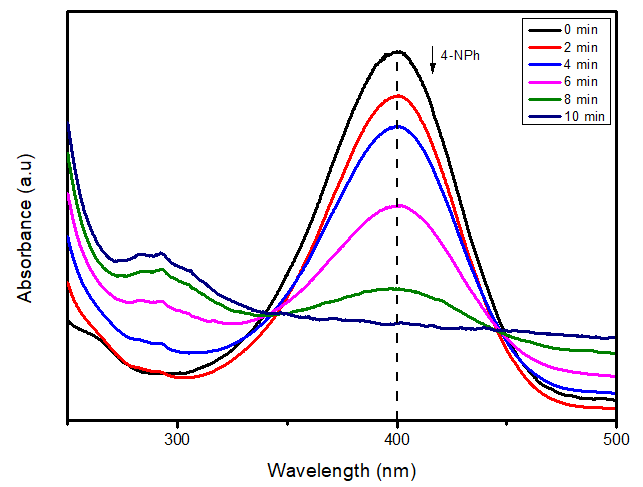 0 min
2 min
4 min
6 min
8 min
10 min
4-NPh
Absorbance (a.u)
300
400
500
Wavelength (nm)